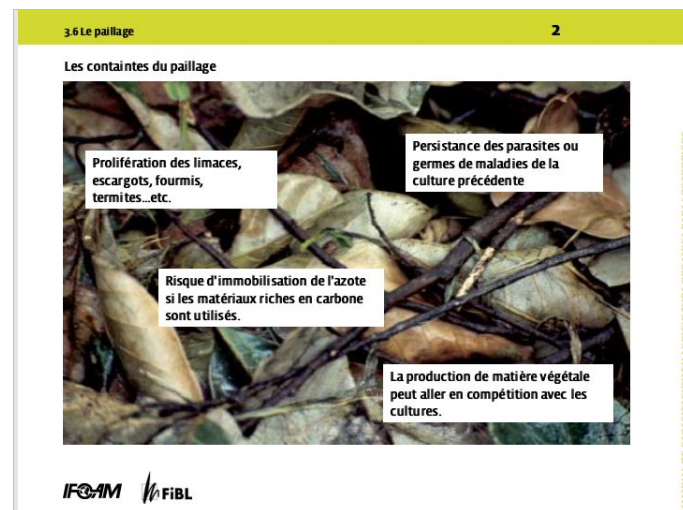 3.6 Le paillage
2
Les containtes du paillage
Prolifération des limaces,
escargots, fourmis,
termites...etc.
Persistance des parasites ou
germes de maladies de la
culture précédente
Risque d'immobilisation de l'azote
si les matériaux riches en carbone
sont utilisés.
La production de matière végétale
peut aller en compétition avec les
cultures.
IFOAM
FiBL